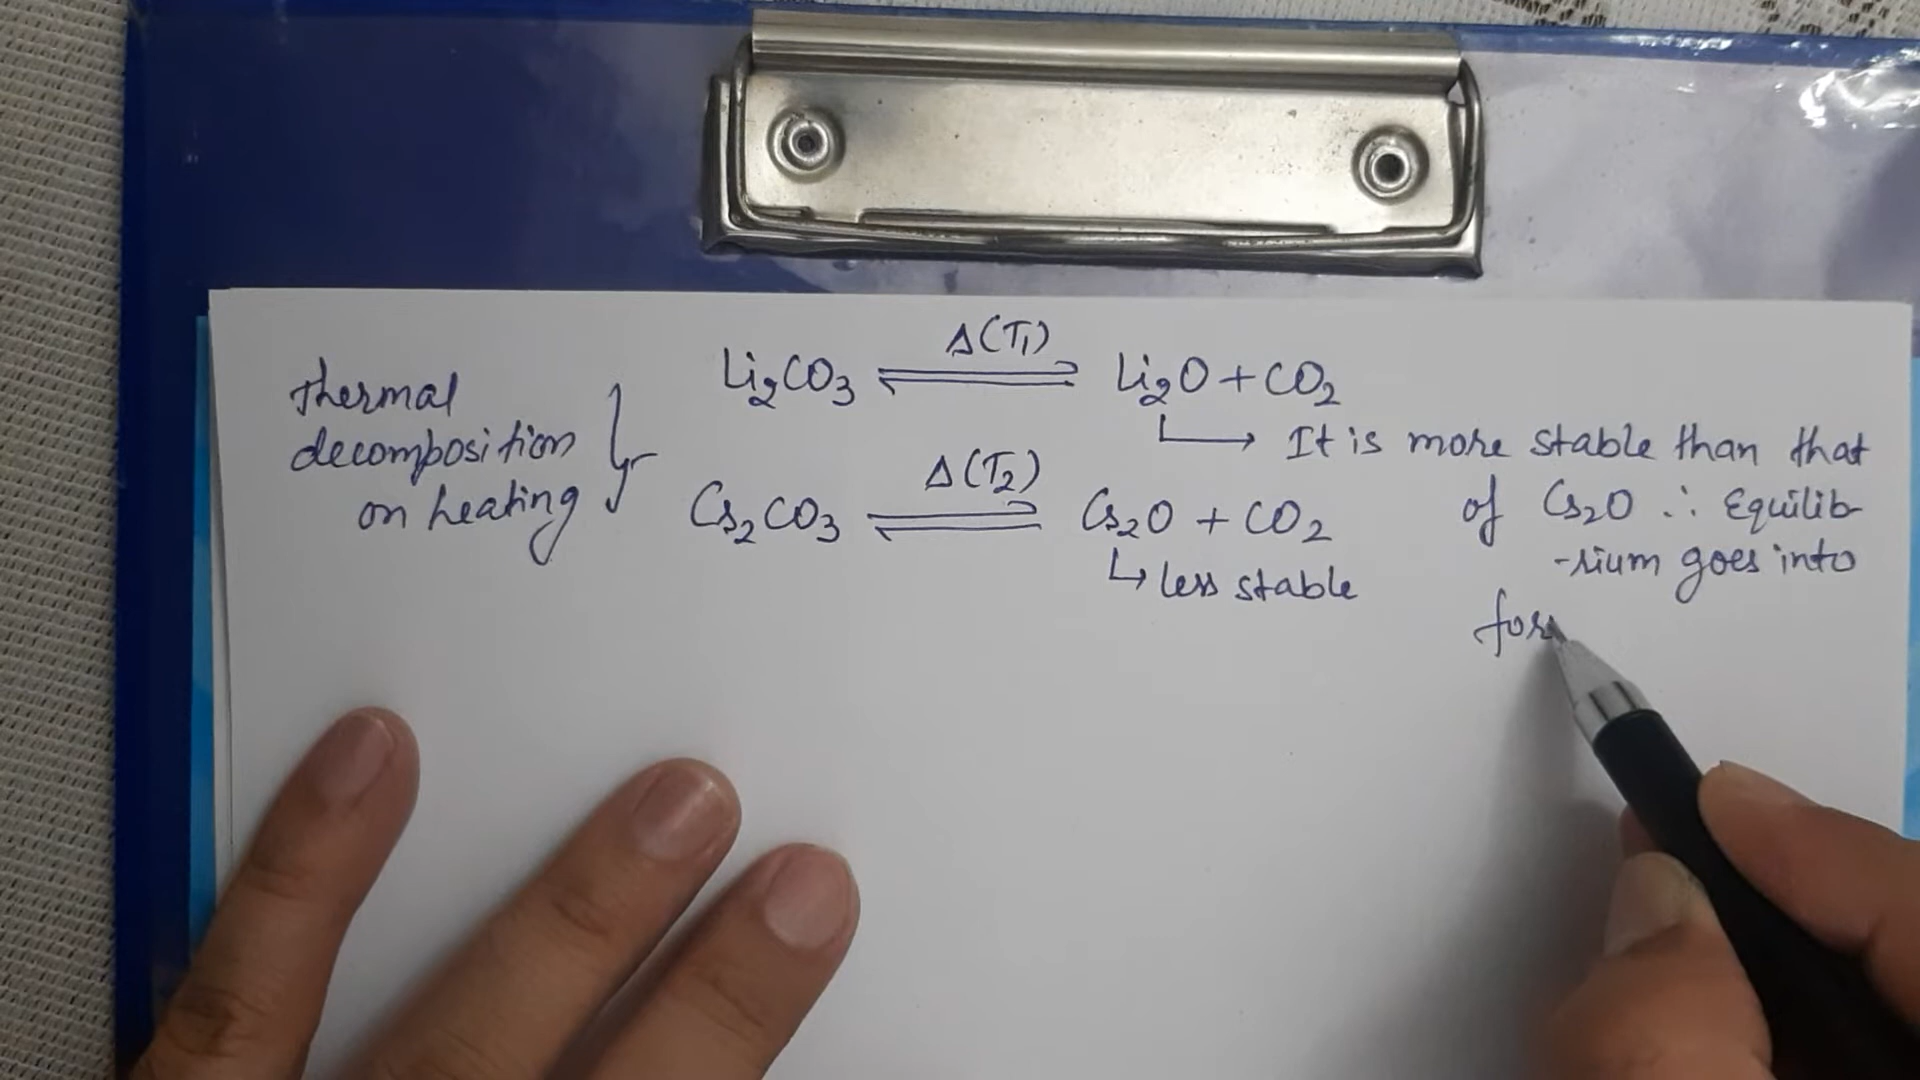 thermal
decomposition
on heating
Li₂CO₃ ⇌ Δ(T₁) Li₂O + CO₂
↳ It is more stable than that
of Cs₂O ∴ Equilib
-rium goes into
for
Cs₂CO₃ ⇌ Δ(T₂) Cs₂O + CO₂
↳ less stable